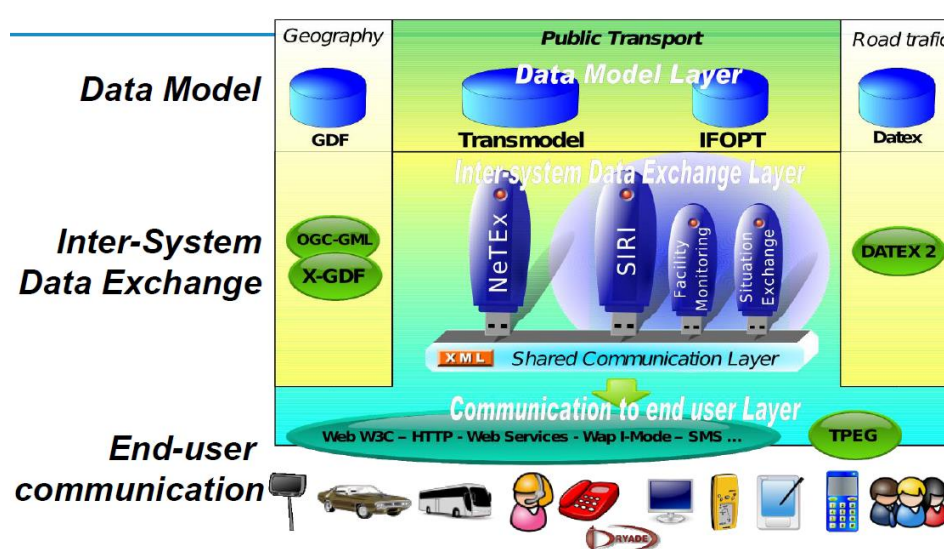 Geography
Public Transport
Road trafic
Data Model
Data Model Layer
GDF
Transmodel
IFOPT
Datex
Inter-system Data Exchange Layer
Inter-System
Data Exchange
OGC-GML
X-GDF
NeTEx
SIRI
Facility
Monitoring
Situation
Exchange
DATEX 2
XML
Shared Communication Layer
Communication to end user Layer
Web W3C – HTTP - Web Services - Wap I-Mode – SMS ...
TPEG
End-user
communication
DRYADE